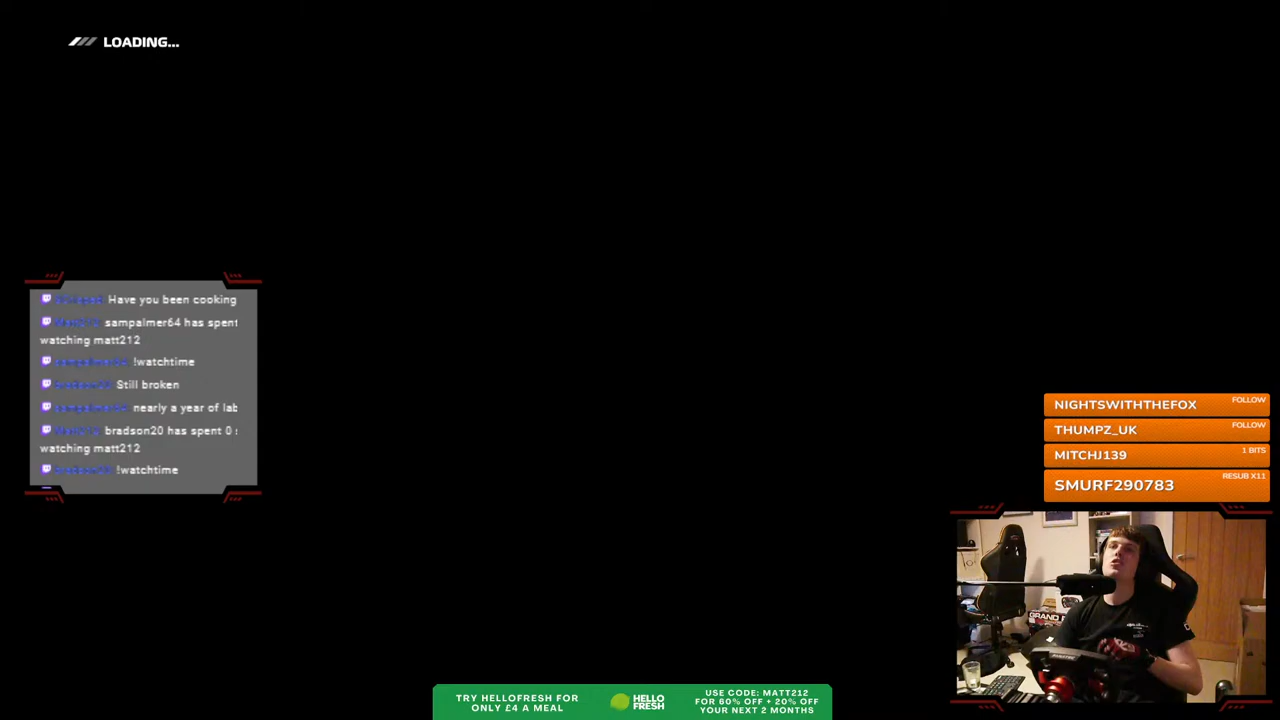 LOADING...
Have you been cooking
sampalmer64 has spent
watching matt212
!watchtime
Still broken
nearly a year of lab
bradson20 has spent 0
watching matt212
!watchtime
NIGHTSWITHTHEFOX FOLLOW
THUMPZ_UK FOLLOW
MITCHJ139 1 BITS
SMURF290783 RESUB X11
GRAND
TRY HELLOFRESH FOR
ONLY £4 A MEAL
HELLO
FRESH
USE CODE: MATT212
FOR 60% OFF + 20% OFF
YOUR NEXT 2 MONTHS